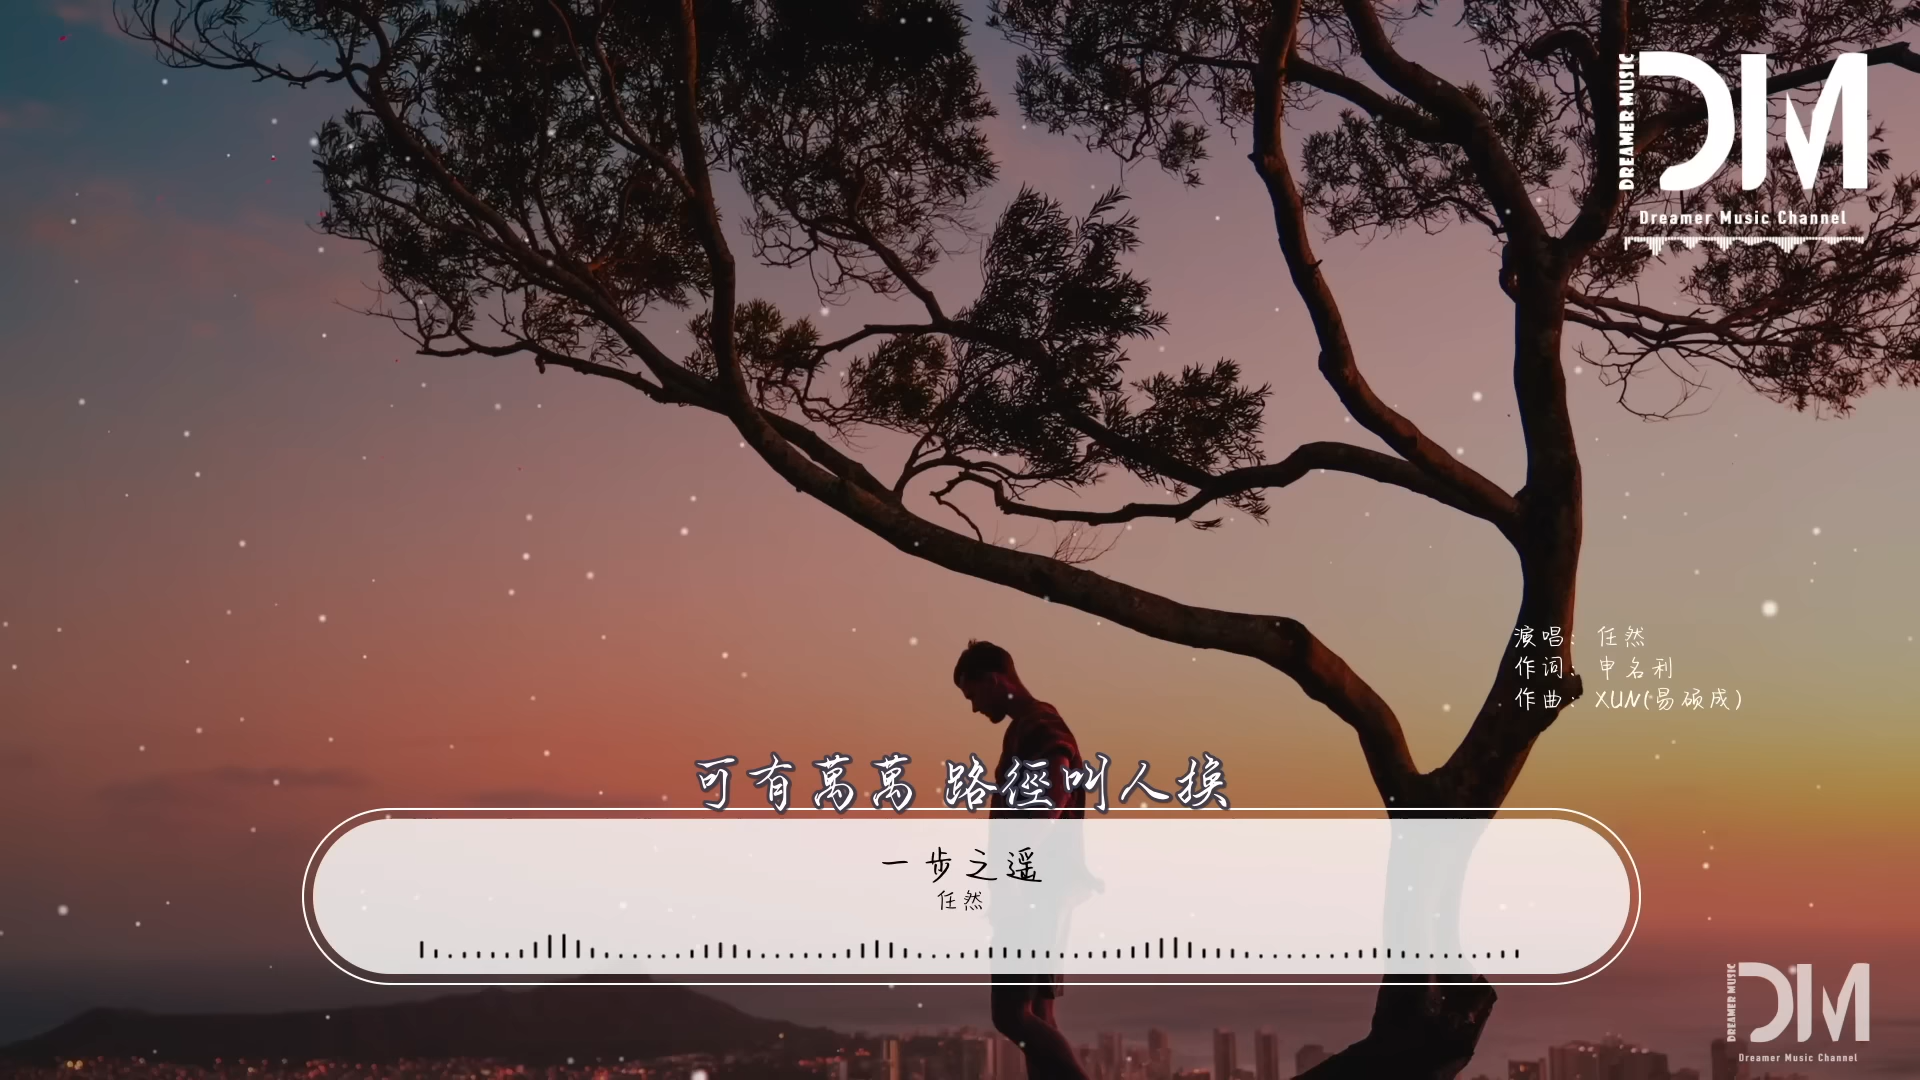 DREAMER MUSIC
DM
Dreamer Music Channel
演唱：任然
作词：申名利
作曲：XUN(易硕成)
可有萬萬 路徑叫人換
一步之遥
任然
DREAMER MUSIC
DM
Dreamer Music Channel